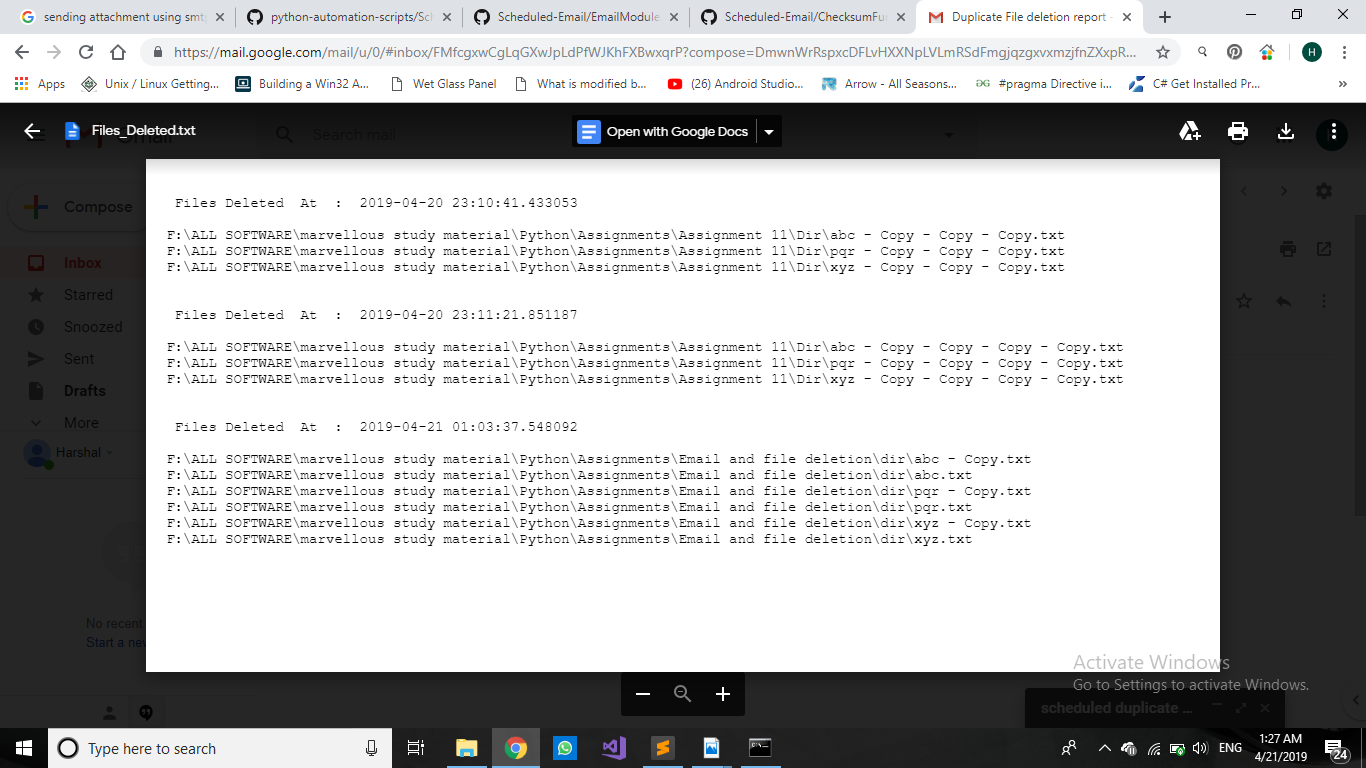 sending attachment using smt
python-automation-scripts/Sc
Scheduled-Email/EmailModule
Scheduled-Email/ChecksumFu
Duplicate File deletion report
https://mail.google.com/mail/u/0/#inbox/FMfcgxwCgLqGXwJpLdPfWJKhFXBwxqrP?compose=DmwnWrRspxcDFLvHXXNpLVLmRSdFmgjqzgxvxmzjfnZXxpR...
H
Apps
Unix / Linux Getting...
Building a Win32 A...
Wet Glass Panel
What is modified b...
(26) Android Studio...
Arrow - All Seasons...
#pragma Directive i...
C# Get Installed Pr...
»
Files_Deleted.txt
Search mail
Open with Google Docs
Compose
Inbox
Starred
Snoozed
Sent
Drafts
More
Harshal
No recent
Start a new
Files Deleted  At  :  2019-04-20 23:10:41.433053
F:\ALL SOFTWARE\marvellous study material\Python\Assignments\Assignment 11\Dir\abc - Copy - Copy - Copy.txt
F:\ALL SOFTWARE\marvellous study material\Python\Assignments\Assignment 11\Dir\pqr - Copy - Copy - Copy.txt
F:\ALL SOFTWARE\marvellous study material\Python\Assignments\Assignment 11\Dir\xyz - Copy - Copy - Copy.txt
Files Deleted  At  :  2019-04-20 23:11:21.851187
F:\ALL SOFTWARE\marvellous study material\Python\Assignments\Assignment 11\Dir\abc - Copy - Copy - Copy - Copy.txt
F:\ALL SOFTWARE\marvellous study material\Python\Assignments\Assignment 11\Dir\pqr - Copy - Copy - Copy - Copy.txt
F:\ALL SOFTWARE\marvellous study material\Python\Assignments\Assignment 11\Dir\xyz - Copy - Copy - Copy - Copy.txt
Files Deleted  At  :  2019-04-21 01:03:37.548092
F:\ALL SOFTWARE\marvellous study material\Python\Assignments\Email and file deletion\dir\abc - Copy.txt
F:\ALL SOFTWARE\marvellous study material\Python\Assignments\Email and file deletion\dir\abc.txt
F:\ALL SOFTWARE\marvellous study material\Python\Assignments\Email and file deletion\dir\pqr - Copy.txt
F:\ALL SOFTWARE\marvellous study material\Python\Assignments\Email and file deletion\dir\pqr.txt
F:\ALL SOFTWARE\marvellous study material\Python\Assignments\Email and file deletion\dir\xyz - Copy.txt
F:\ALL SOFTWARE\marvellous study material\Python\Assignments\Email and file deletion\dir\xyz.txt
Activate Windows
Go to Settings to activate Windows.
scheduled duplicate ...
Type here to search
ENG
1:27 AM
4/21/2019
24